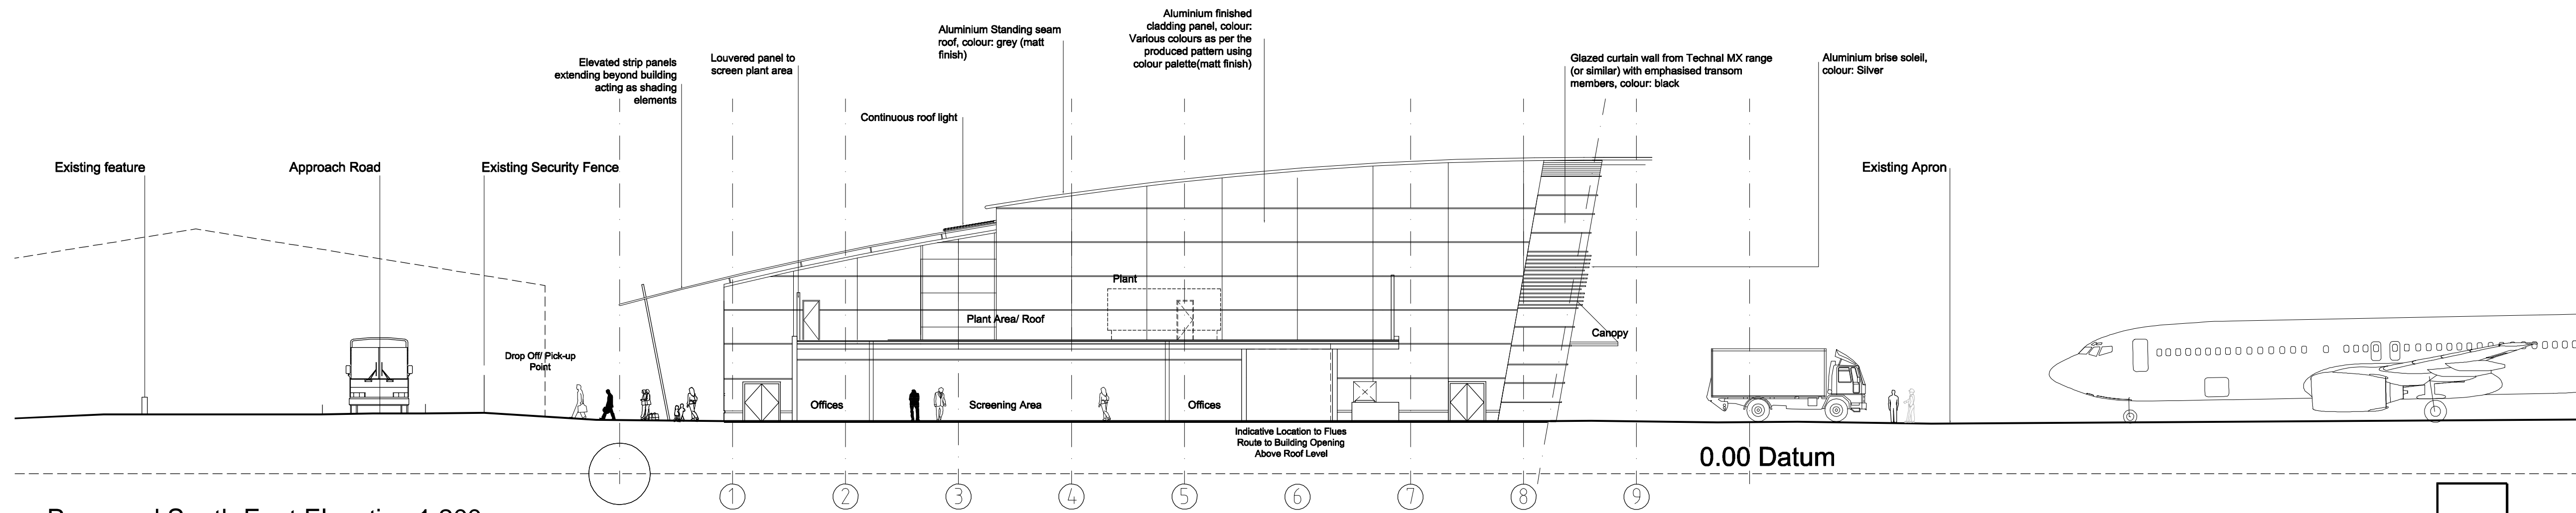 Aluminium finished
cladding panel, colour:
Various colours as per the
produced pattern using
colour palette(matt finish)
Aluminium Standing seam
roof, colour: grey (matt
finish)
Elevated strip panels
extending beyond building
acting as shading
elements
Louvered panel to
screen plant area
Glazed curtain wall from Technal MX range
(or similar) with emphasised transom
members, colour: black
Aluminium brise soleil,
colour: Silver
Continuous roof light
Existing feature
Approach Road
Existing Security Fence
Existing Apron
Plant
Plant Area/ Roof
Canopy
Drop Off/ Pick-up
Point
Offices
Screening Area
Offices
Indicative Location to Flues
Route to Building Opening
Above Roof Level
0.00 Datum
1
2
3
4
5
6
7
8
9